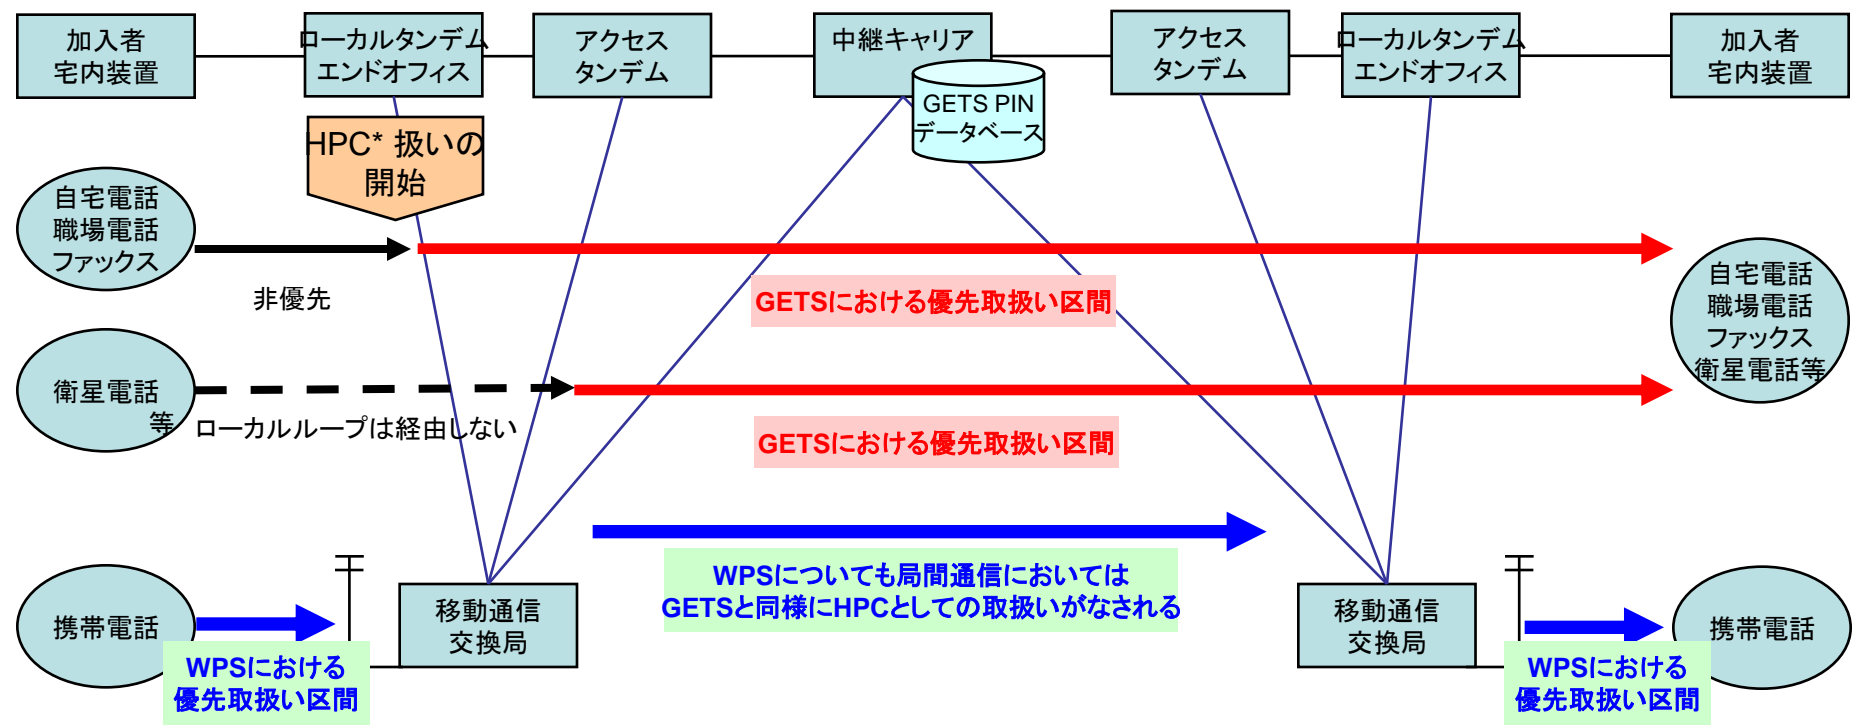 加入者
宅内装置
ローカルタンデム
エンドオフィス
アクセス
タンデム
中継キャリア
GETS PIN
データベース
アクセス
タンデム
ローカルタンデム
エンドオフィス
加入者
宅内装置
HPC* 扱いの
開始
自宅電話
職場電話
ファックス
非優先
GETSにおける優先取扱い区間
自宅電話
職場電話
ファックス
衛星電話等
衛星電話
等
ローカルループは経由しない
GETSにおける優先取扱い区間
WPSについても局間通信においては
GETSと同様にHPCとしての取扱いがなされる
携帯電話
WPSにおける
優先取扱い区間
移動通信
交換局
移動通信
交換局
WPSにおける
優先取扱い区間
携帯電話